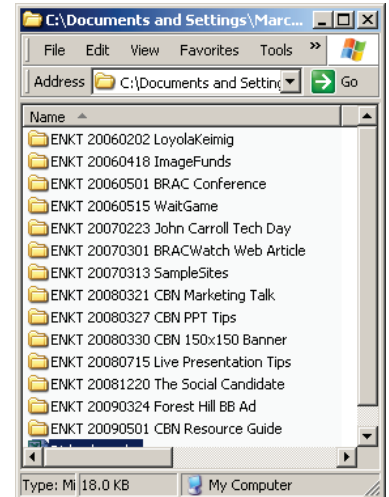 C:\Documents and Settings\Marc...
File Edit View Favorites Tools »
Address C:\Documents and Setting Go
Name
ENKT 20060202 LoyolaKeimig
ENKT 20060418 ImageFunds
ENKT 20060501 BRAC Conference
ENKT 20060515 WaitGame
ENKT 20070223 John Carroll Tech Day
ENKT 20070301 BRACWatch Web Article
ENKT 20070313 SampleSites
ENKT 20080321 CBN Marketing Talk
ENKT 20080327 CBN PPT Tips
ENKT 20080330 CBN 150x150 Banner
ENKT 20080715 Live Presentation Tips
ENKT 20081220 The Social Candidate
ENKT 20090324 Forest Hill BB Ad
ENKT 20090501 CBN Resource Guide
Type: Mi 18.0 KB My Computer